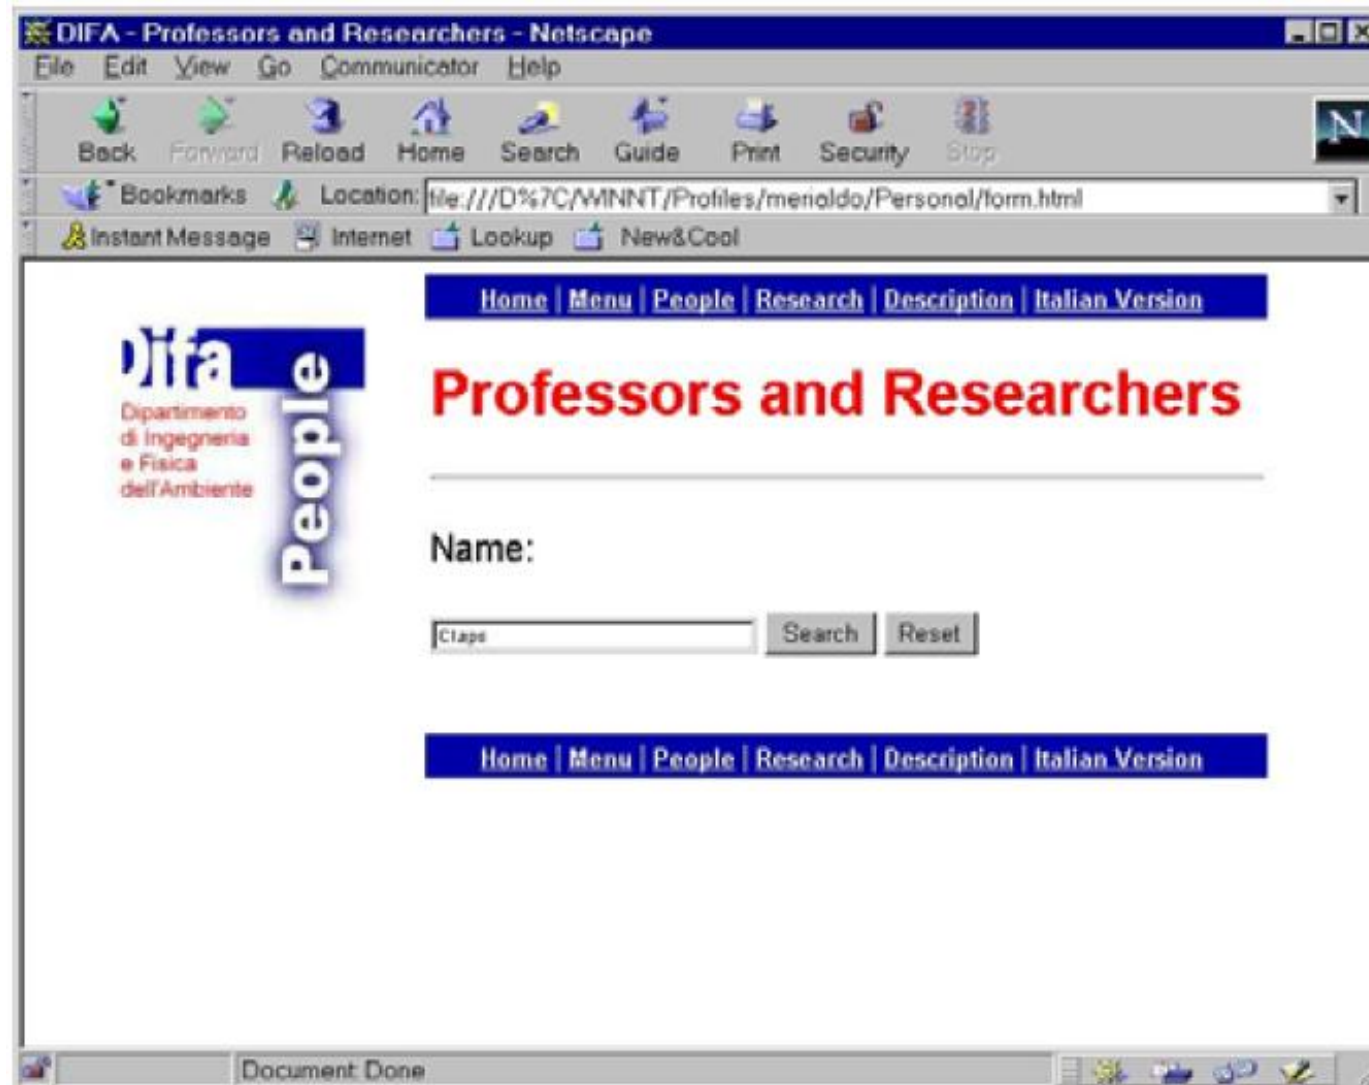 DIFA - Professors and Researchers - Netscape
File Edit View Go Communicator Help
Back Forward Reload Home Search Guide Print Security Stop
N
Bookmarks Location: file:///D%7C/WINNT/Profiles/merialdo/Personal/form.html
Instant Message Internet Lookup New&Cool
Home | Menu | People | Research | Description | Italian Version
Difa
People
Dipartimento
di Ingegneria
e Fisica
dell'Ambiente
Professors and Researchers
Name:
Claps Search Reset
Home | Menu | People | Research | Description | Italian Version
Document: Done